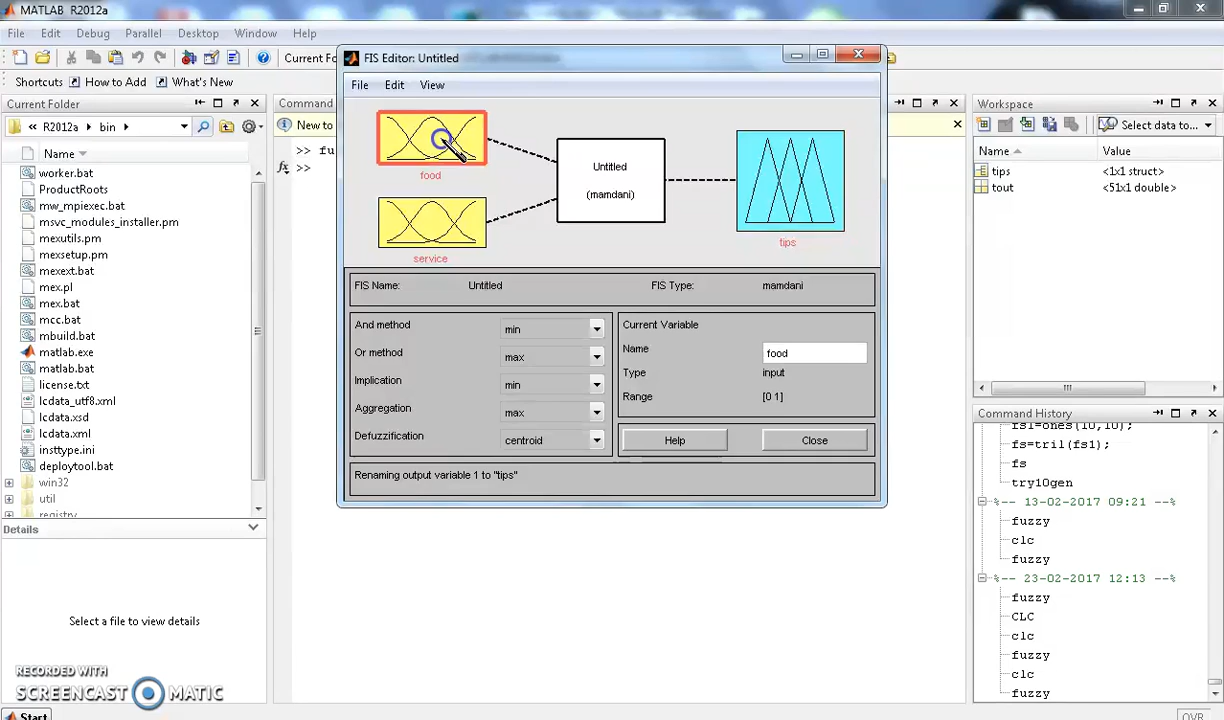 MATLAB R2012a
File Edit Debug Parallel Desktop Window Help
Current Fo
Shortcuts How to Add What's New
Current Folder
« R2012a ▸ bin ▸
Name
worker.bat
ProductRoots
mw_mpiexec.bat
msvc_modules_installer.pm
mexutils.pm
mexsetup.pm
mexext.bat
mex.pl
mex.bat
mcc.bat
mbuild.bat
matlab.exe
matlab.bat
license.txt
lcdata_utf8.xml
lcdata.xsd
lcdata.xml
insttype.ini
deploytool.bat
win32
util
registry
Details
Select a file to view details
RECORDED WITH
SCREENCAST MATIC
Start
Command
New to
>> fu
fx >>
FIS Editor: Untitled
File Edit View
food
service
Untitled
(mamdani)
tips
FIS Name: Untitled FIS Type: mamdani
And method min
Or method max
Implication min
Aggregation max
Defuzzification centroid
Current Variable
Name food
Type input
Range [0 1]
Help Close
Renaming output variable 1 to "tips"
Workspace
Select data to...
Name Value
tips <1x1 struct>
tout <51x1 double>
Command History
fs1=ones(10,10);
fs=tril(fs1);
fs
try10gen
%-- 13-02-2017 09:21 --%
fuzzy
clc
fuzzy
%-- 23-02-2017 12:13 --%
fuzzy
CLC
clc
fuzzy
clc
fuzzy
OVR